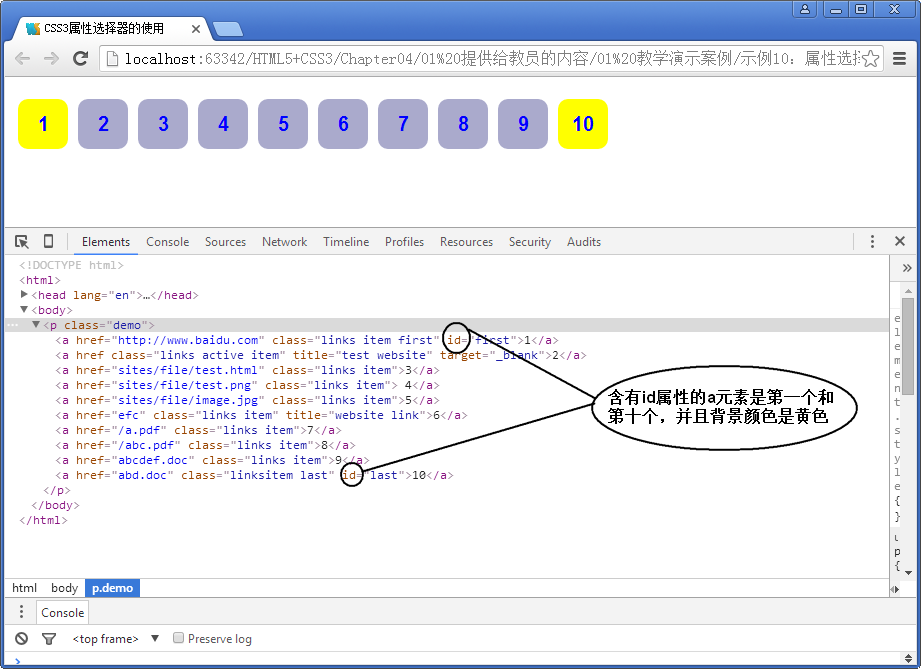 CSS3属性选择器的使用
localhost:63342/HTML5+CSS3/Chapter04/01%20提供给教员的内容/01%20教学演示案例/示例10：属性选择
1 2 3 4 5 6 7 8 9 10
Elements Console Sources Network Timeline Profiles Resources Security Audits
<!DOCTYPE html>
<html>
<head lang="en">…</head>
<body>
<p class="demo">
<a href="http://www.baidu.com" class="links item first" id="first">1</a>
<a href class="links active item" title="test website" target="_blank">2</a>
<a href="sites/file/test.html" class="links item">3</a>
<a href="sites/file/test.png" class="links item"> 4</a>
<a href="sites/file/image.jpg" class="links item">5</a>
<a href="efc" class="links item" title="website link">6</a>
<a href="/a.pdf" class="links item">7</a>
<a href="/abc.pdf" class="links item">8</a>
<a href="abcdef.doc" class="links item">9</a>
<a href="abd.doc" class="linksitem last" id="last">10</a>
</p>
</body>
</html>
含有id属性的a元素是第一个和
第十个，并且背景颜色是黄色
e
l
e
m
e
n
t
.
s
t
y
l
e
{
}
p
{
html body p.demo
Console
<top frame> Preserve log